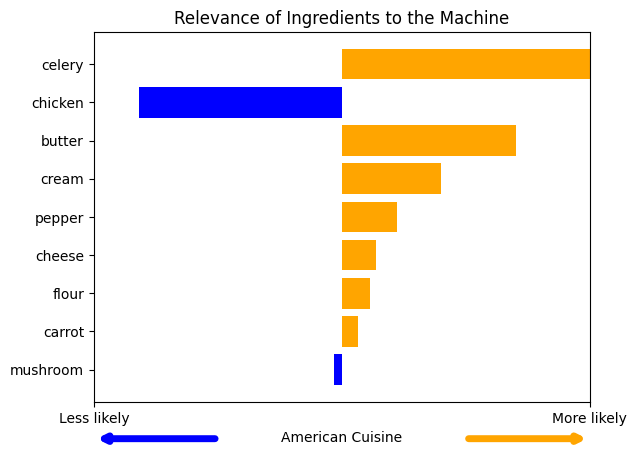 Relevance of Ingredients to the Machine
celery
chicken
butter
cream
pepper
cheese
flour
carrot
mushroom
Less likely
More likely
American Cuisine